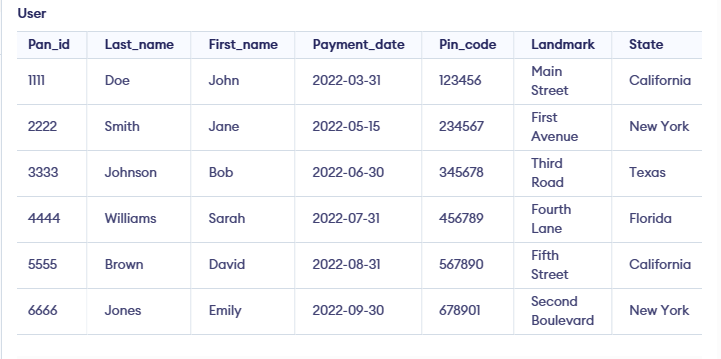 User
Pan_id Last_name First_name Payment_date Pin_code Landmark State
1111 Doe John 2022-03-31 123456 Main Street California
2222 Smith Jane 2022-05-15 234567 First Avenue New York
3333 Johnson Bob 2022-06-30 345678 Third Road Texas
4444 Williams Sarah 2022-07-31 456789 Fourth Lane Florida
5555 Brown David 2022-08-31 567890 Fifth Street California
6666 Jones Emily 2022-09-30 678901 Second Boulevard New York